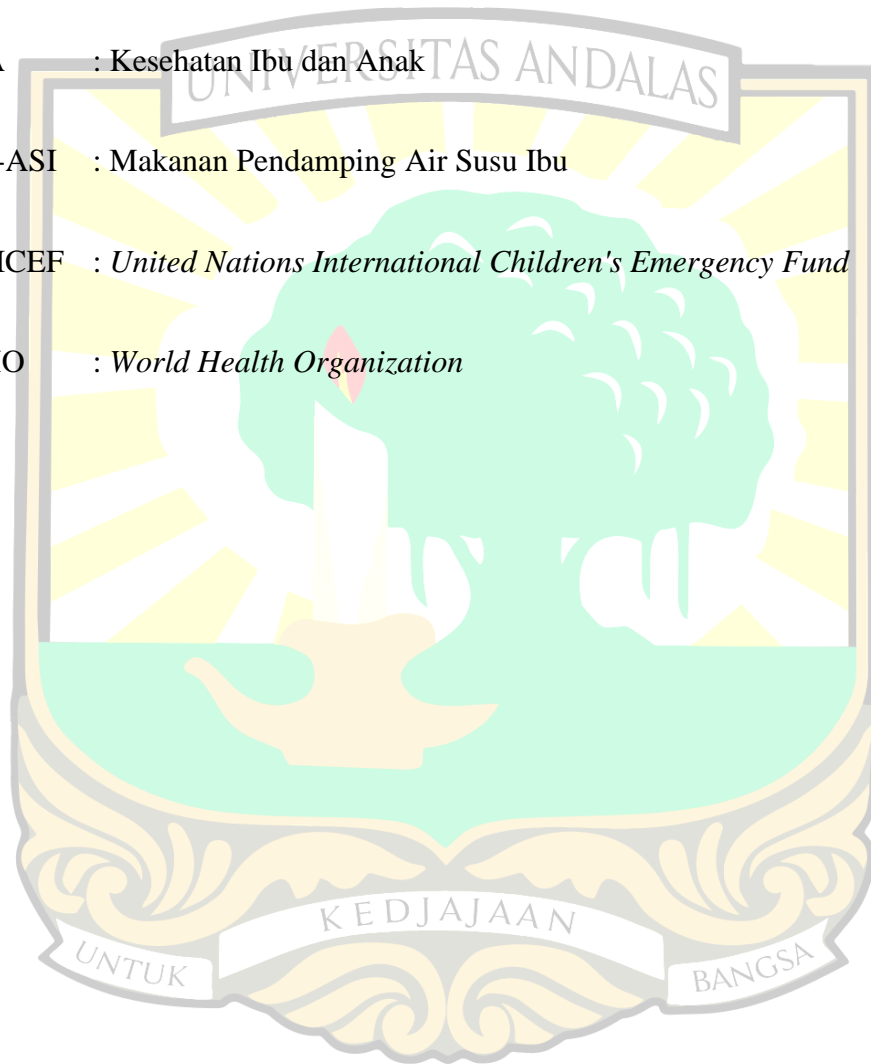 UNIVERSITAS ANDALAS
A : Kesehatan Ibu dan Anak
-ASI : Makanan Pendamping Air Susu Ibu
ICEF : United Nations International Children's Emergency Fund
IO : World Health Organization
KEDJAJAAN
UNTUK
BANGSA